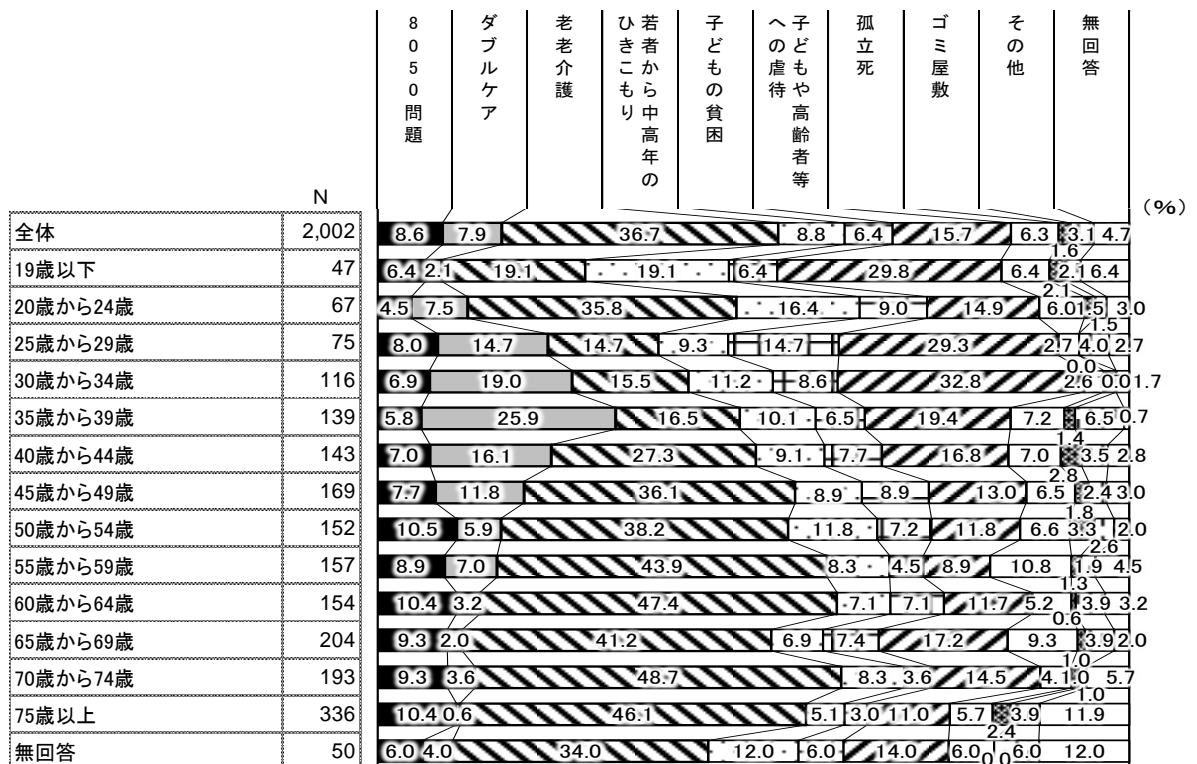 8050問題
ダブルケア
老老介護
若者から中高年の
ひきこもり
子どもの貧困
子どもや高齢者等
への虐待
孤立死
ゴミ屋敷
その他
無回答
N
(%)
全体 2,002 8.6 7.9 36.7 8.8 6.4 15.7 6.3 3.1 4.7
1.6
19歳以下 47 6.4 2.1 19.1 19.1 6.4 29.8 6.4 2.1 6.4
2.1
20歳から24歳 67 4.5 7.5 35.8 16.4 9.0 14.9 6.0 1.5 3.0
1.5
25歳から29歳 75 8.0 14.7 14.7 9.3 14.7 29.3 2.7 4.0 2.7
0.0
30歳から34歳 116 6.9 19.0 15.5 11.2 8.6 32.8 2.6 0.0 1.7
35歳から39歳 139 5.8 25.9 16.5 10.1 6.5 19.4 7.2 6.5 0.7
1.4
40歳から44歳 143 7.0 16.1 27.3 9.1 7.7 16.8 7.0 3.5 2.8
2.8
45歳から49歳 169 7.7 11.8 36.1 8.9 8.9 13.0 6.5 2.4 3.0
1.8
50歳から54歳 152 10.5 5.9 38.2 11.8 7.2 11.8 6.6 3.3 2.0
2.6
55歳から59歳 157 8.9 7.0 43.9 8.3 4.5 8.9 10.8 1.9 4.5
1.3
60歳から64歳 154 10.4 3.2 47.4 7.1 7.1 11.7 5.2 3.9 3.2
0.6
65歳から69歳 204 9.3 2.0 41.2 6.9 7.4 17.2 9.3 3.9 2.0
1.0
70歳から74歳 193 9.3 3.6 48.7 8.3 3.6 14.5 4.1 1.0 5.7
1.0
75歳以上 336 10.4 0.6 46.1 5.1 3.0 11.0 5.7 3.9 11.9
2.4
無回答 50 6.0 4.0 34.0 12.0 6.0 14.0 6.0 0.0 6.0 12.0